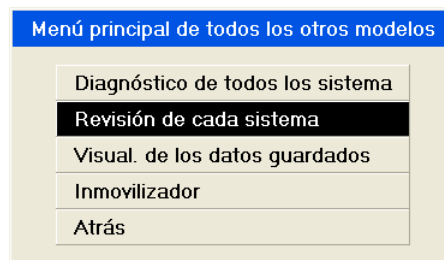 Menú principal de todos los otros modelos
Diagnóstico de todos los sistema
Revisión de cada sistema
Visual. de los datos guardados
Inmovilizador
Atrás